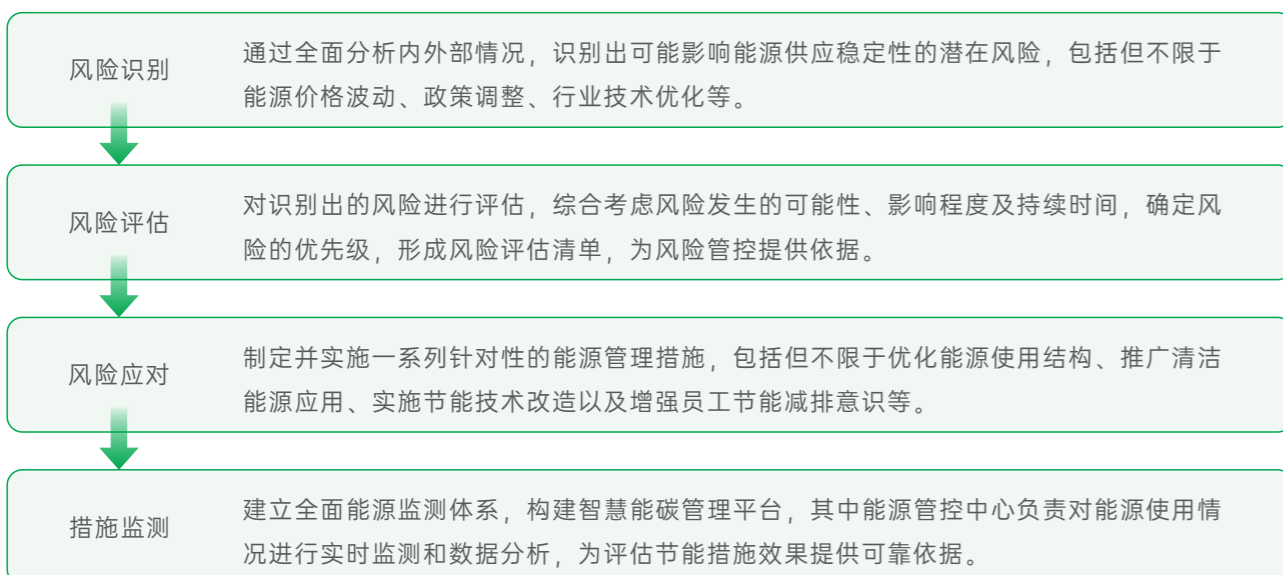 风险识别
通过全面分析内外部情况，识别出可能影响能源供应稳定性的潜在风险，包括但不限于
能源价格波动、政策调整、行业技术优化等。
风险评估
对识别出的风险进行评估，综合考虑风险发生的可能性、影响程度及持续时间，确定风
险的优先级，形成风险评估清单，为风险管控提供依据。
风险应对
制定并实施一系列针对性的能源管理措施，包括但不限于优化能源使用结构、推广清洁
能源应用、实施节能技术改造以及增强员工节能减排意识等。
措施监测
建立全面能源监测体系，构建智慧能碳管理平台，其中能源管控中心负责对能源使用情
况进行实时监测和数据分析，为评估节能措施效果提供可靠依据。